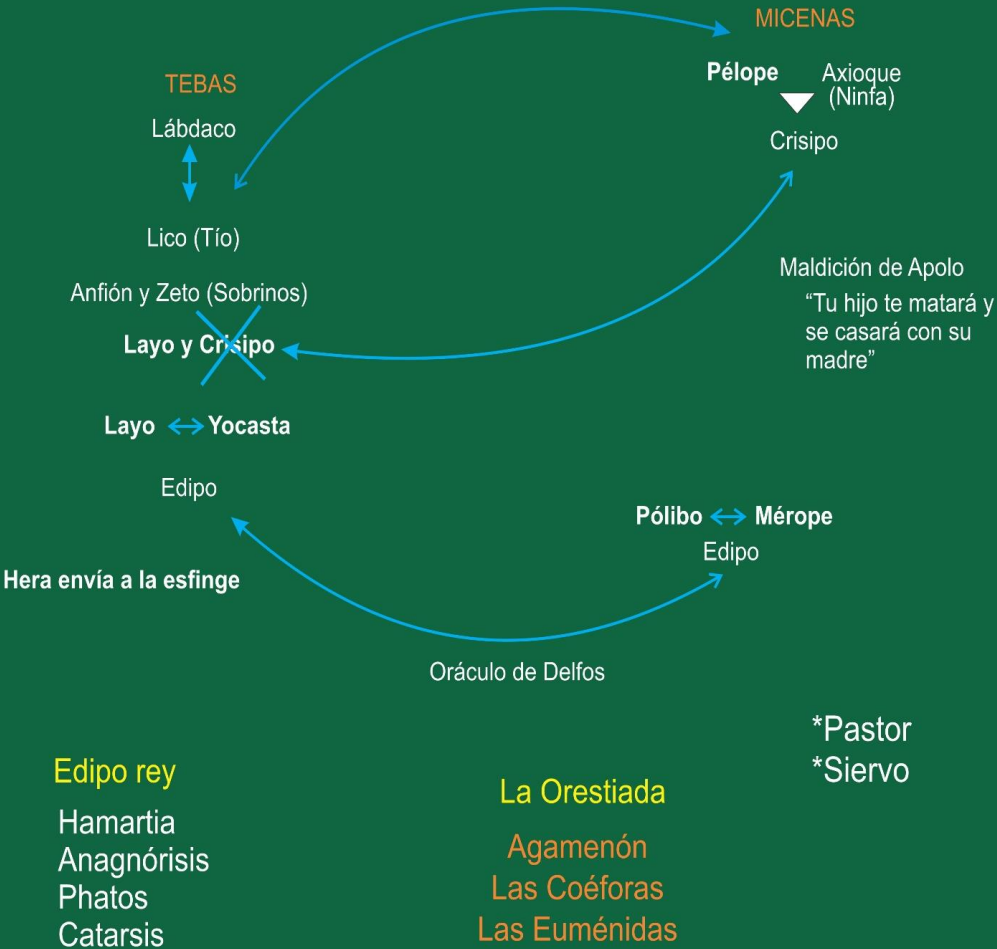 MICENAS
Pélope
Axioque
(Ninfa)
Crisipo
TEBAS
Lábdaco
Lico (Tío)
Anfión y Zeto (Sobrinos)
Layo y Crisipo
Layo Yocasta
Edipo
Hera envía a la esfinge
Maldición de Apolo
“Tu hijo te matará y
se casará con su
madre”
Pólibo Mérope
Edipo
Oráculo de Delfos
*Pastor
*Siervo
Edipo rey
Hamartia
Anagnórisis
Phatos
Catarsis
La Orestiada
Agamenón
Las Coéforas
Las Euménidas